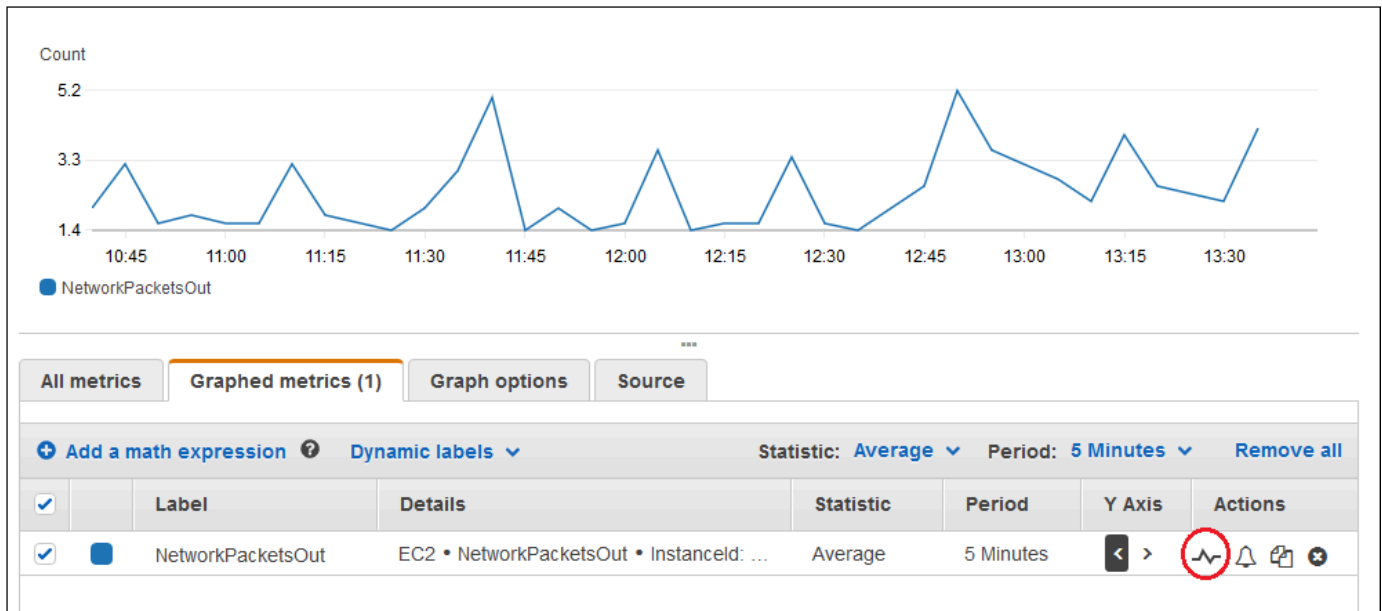 Count
5.2
3.3
1.4
10:45 11:00 11:15 11:30 11:45 12:00 12:15 12:30 12:45 13:00 13:15 13:30
NetworkPacketsOut
All metrics Graphed metrics (1) Graph options Source
Add a math expression ? Dynamic labels Statistic: Average Period: 5 Minutes Remove all
Label Details Statistic Period Y Axis Actions
NetworkPacketsOut EC2 • NetworkPacketsOut • InstanceId: ... Average 5 Minutes < >